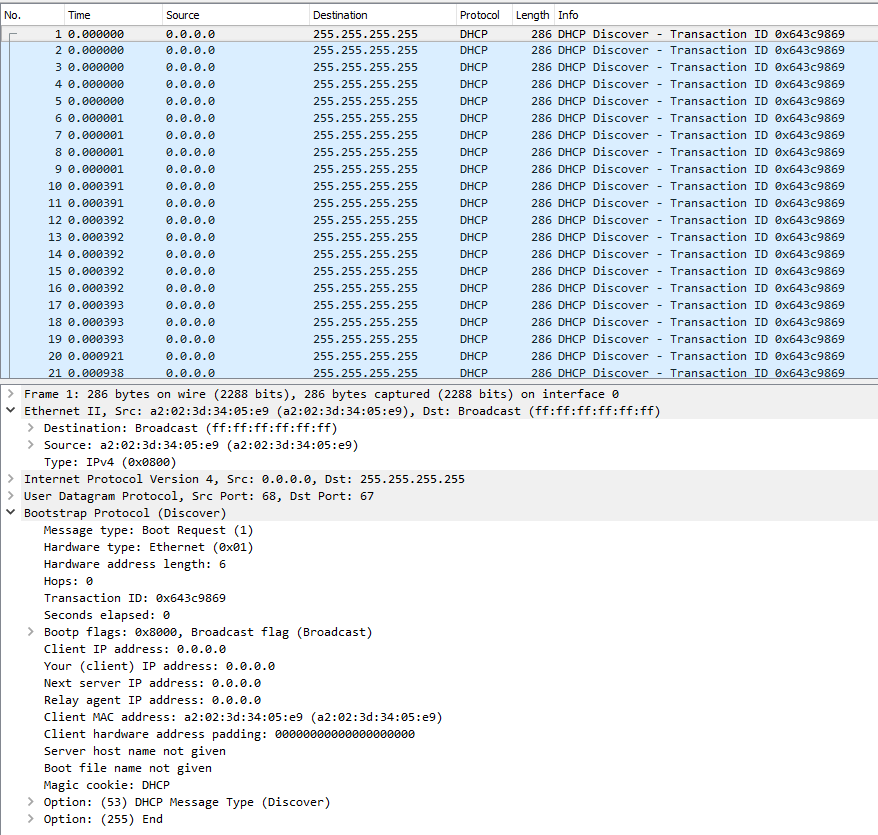 No. Time Source Destination Protocol Length Info
1 0.000000 0.0.0.0 255.255.255.255 DHCP 286 DHCP Discover - Transaction ID 0x643c9869
2 0.000000 0.0.0.0 255.255.255.255 DHCP 286 DHCP Discover - Transaction ID 0x643c9869
3 0.000000 0.0.0.0 255.255.255.255 DHCP 286 DHCP Discover - Transaction ID 0x643c9869
4 0.000000 0.0.0.0 255.255.255.255 DHCP 286 DHCP Discover - Transaction ID 0x643c9869
5 0.000000 0.0.0.0 255.255.255.255 DHCP 286 DHCP Discover - Transaction ID 0x643c9869
6 0.000001 0.0.0.0 255.255.255.255 DHCP 286 DHCP Discover - Transaction ID 0x643c9869
7 0.000001 0.0.0.0 255.255.255.255 DHCP 286 DHCP Discover - Transaction ID 0x643c9869
8 0.000001 0.0.0.0 255.255.255.255 DHCP 286 DHCP Discover - Transaction ID 0x643c9869
9 0.000001 0.0.0.0 255.255.255.255 DHCP 286 DHCP Discover - Transaction ID 0x643c9869
10 0.000391 0.0.0.0 255.255.255.255 DHCP 286 DHCP Discover - Transaction ID 0x643c9869
11 0.000391 0.0.0.0 255.255.255.255 DHCP 286 DHCP Discover - Transaction ID 0x643c9869
12 0.000392 0.0.0.0 255.255.255.255 DHCP 286 DHCP Discover - Transaction ID 0x643c9869
13 0.000392 0.0.0.0 255.255.255.255 DHCP 286 DHCP Discover - Transaction ID 0x643c9869
14 0.000392 0.0.0.0 255.255.255.255 DHCP 286 DHCP Discover - Transaction ID 0x643c9869
15 0.000392 0.0.0.0 255.255.255.255 DHCP 286 DHCP Discover - Transaction ID 0x643c9869
16 0.000392 0.0.0.0 255.255.255.255 DHCP 286 DHCP Discover - Transaction ID 0x643c9869
17 0.000393 0.0.0.0 255.255.255.255 DHCP 286 DHCP Discover - Transaction ID 0x643c9869
18 0.000393 0.0.0.0 255.255.255.255 DHCP 286 DHCP Discover - Transaction ID 0x643c9869
19 0.000393 0.0.0.0 255.255.255.255 DHCP 286 DHCP Discover - Transaction ID 0x643c9869
20 0.000921 0.0.0.0 255.255.255.255 DHCP 286 DHCP Discover - Transaction ID 0x643c9869
21 0.000938 0.0.0.0 255.255.255.255 DHCP 286 DHCP Discover - Transaction ID 0x643c9869
Frame 1: 286 bytes on wire (2288 bits), 286 bytes captured (2288 bits) on interface 0
Ethernet II, Src: a2:02:3d:34:05:e9 (a2:02:3d:34:05:e9), Dst: Broadcast (ff:ff:ff:ff:ff:ff)
Destination: Broadcast (ff:ff:ff:ff:ff:ff)
Source: a2:02:3d:34:05:e9 (a2:02:3d:34:05:e9)
Type: IPv4 (0x0800)
Internet Protocol Version 4, Src: 0.0.0.0, Dst: 255.255.255.255
User Datagram Protocol, Src Port: 68, Dst Port: 67
Bootstrap Protocol (Discover)
Message type: Boot Request (1)
Hardware type: Ethernet (0x01)
Hardware address length: 6
Hops: 0
Transaction ID: 0x643c9869
Seconds elapsed: 0
Bootp flags: 0x8000, Broadcast flag (Broadcast)
Client IP address: 0.0.0.0
Your (client) IP address: 0.0.0.0
Next server IP address: 0.0.0.0
Relay agent IP address: 0.0.0.0
Client MAC address: a2:02:3d:34:05:e9 (a2:02:3d:34:05:e9)
Client hardware address padding: 00000000000000000000
Server host name not given
Boot file name not given
Magic cookie: DHCP
Option: (53) DHCP Message Type (Discover)
Option: (255) End